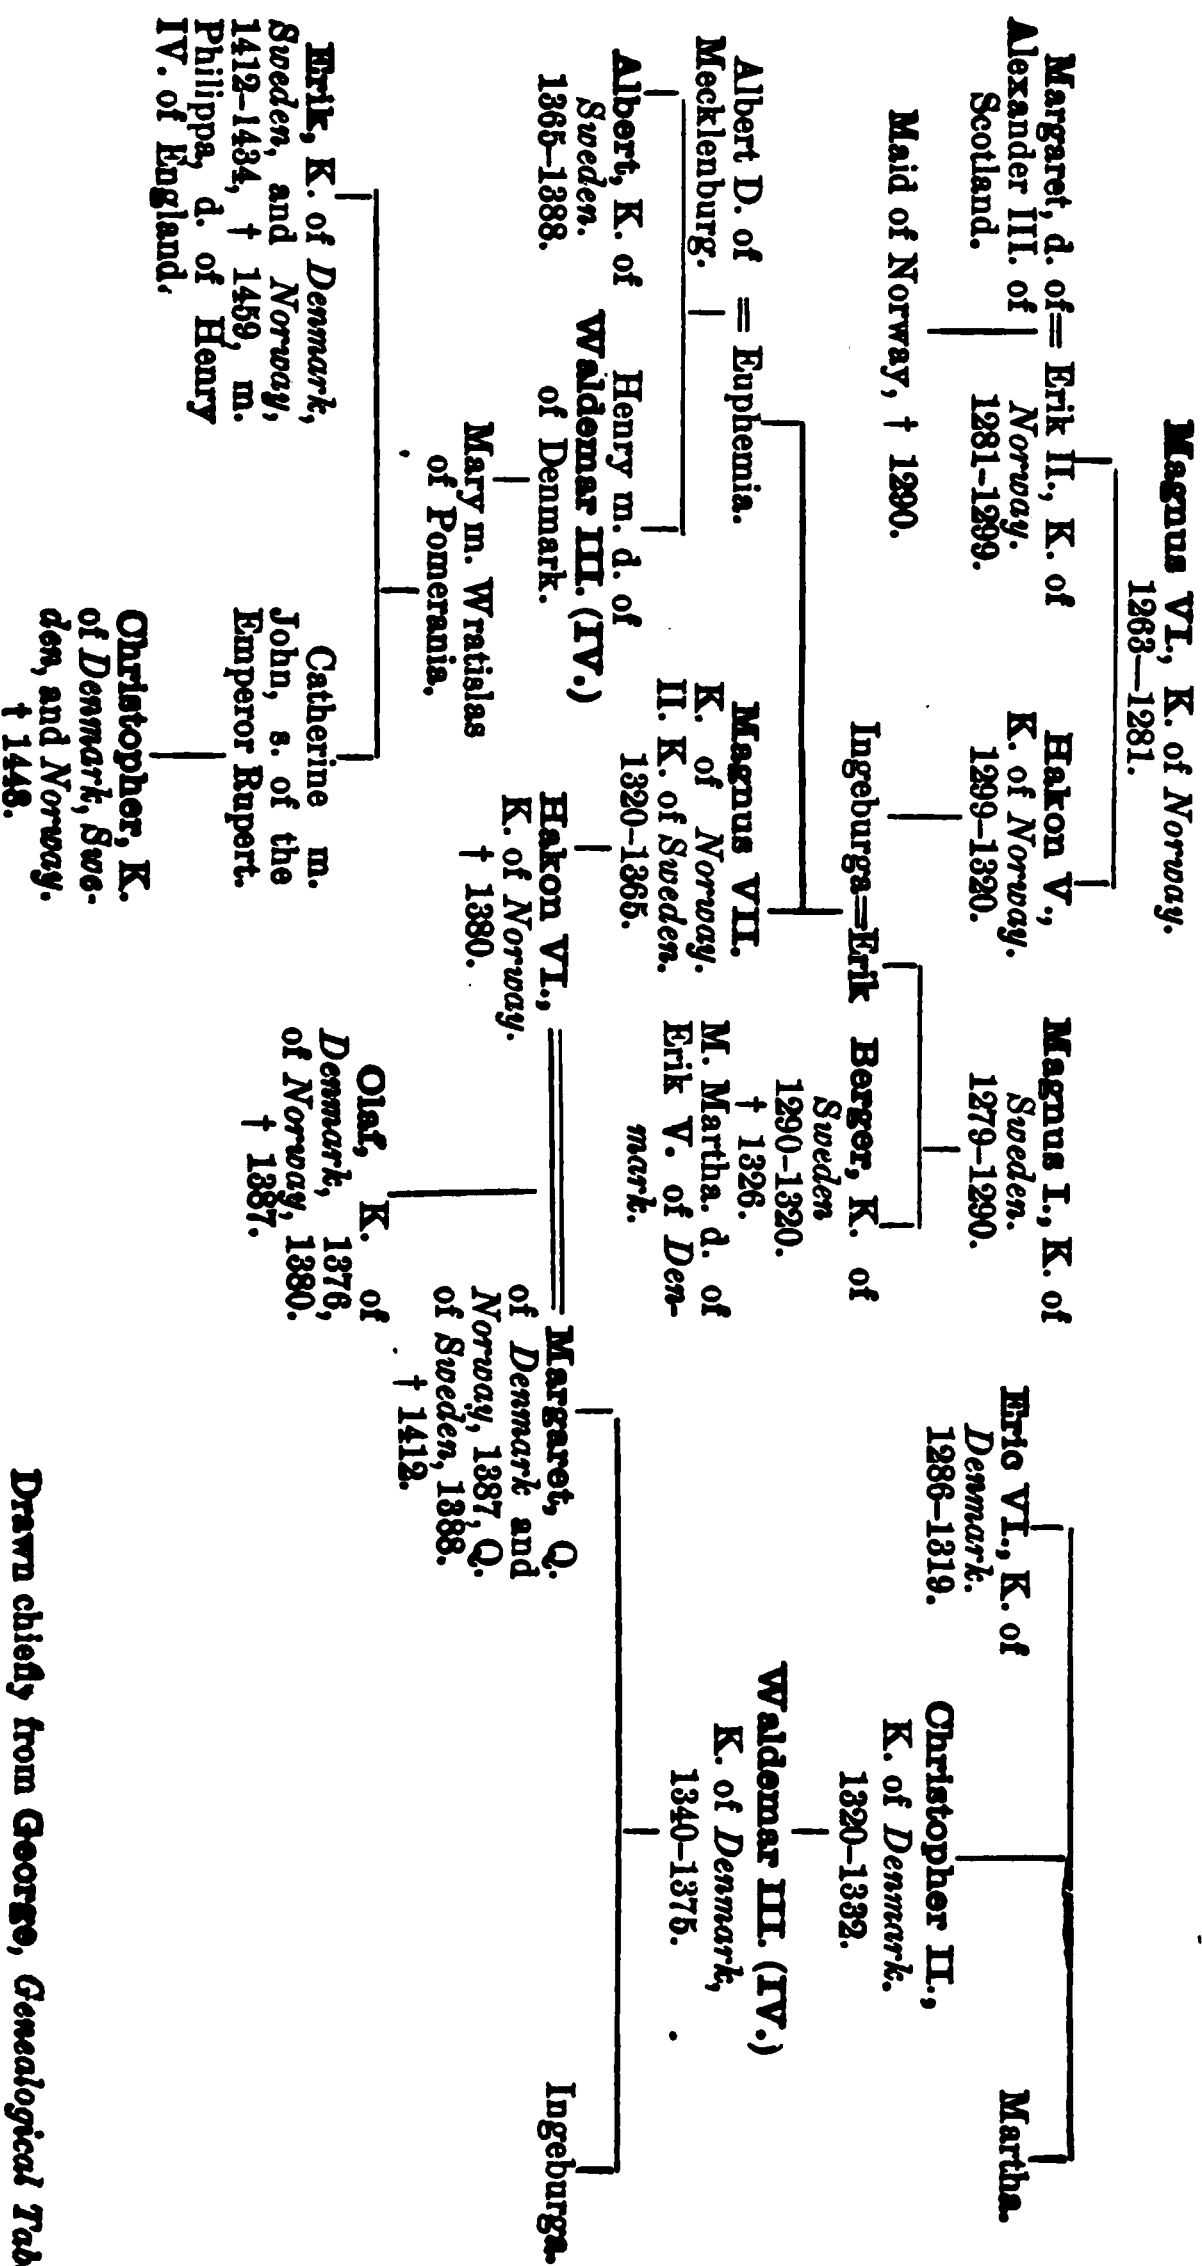 Magnus VI., K. of Norway.
1263—1281.
Margaret, d. of = Erik II., K. of
Alexander III. of Norway.
Scotland. 1281-1299.
Maid of Norway, † 1290.
Hakon V.,
K. of Norway.
1299-1320.
Magnus I., K. of
Sweden.
1279-1290.
Eric VI., K. of
Denmark.
1286-1319.
Christopher II.,
K. of Denmark.
1320-1332.
Martha.
Ingeburga=Erik
Berger, K. of
Sweden
1290-1320.
† 1326.
M. Martha. d. of
Erik V. of Den-
mark.
Albert D. of = Euphemia.
Mecklenburg.
Magnus VII.
K. of Norway.
II. K. of Sweden.
1320-1365.
Waldemar III. (IV.)
K. of Denmark,
1340-1375.
Albert, K. of
Sweden.
1365-1388.
Henry m. d. of
Waldemar III. (IV.)
of Denmark.
Hakon VI.,
K. of Norway.
† 1380.
Margaret, Q.
of Denmark and
Norway, 1387, Q.
of Sweden, 1388.
† 1412.
Ingeburga.
Mary m. Wratislas
of Pomerania.
Olaf, K. of
Denmark, 1376,
of Norway, 1380.
† 1387.
Erik, K. of Denmark,
Sweden, and Norway,
1412-1434, † 1459, m.
Philippa, d. of Henry
IV. of England.
Catherine m.
John, s. of the
Emperor Rupert.
Christopher, K.
of Denmark, Swe-
den, and Norway.
† 1448.
Drawn chiefly from George, Genealogical Tab